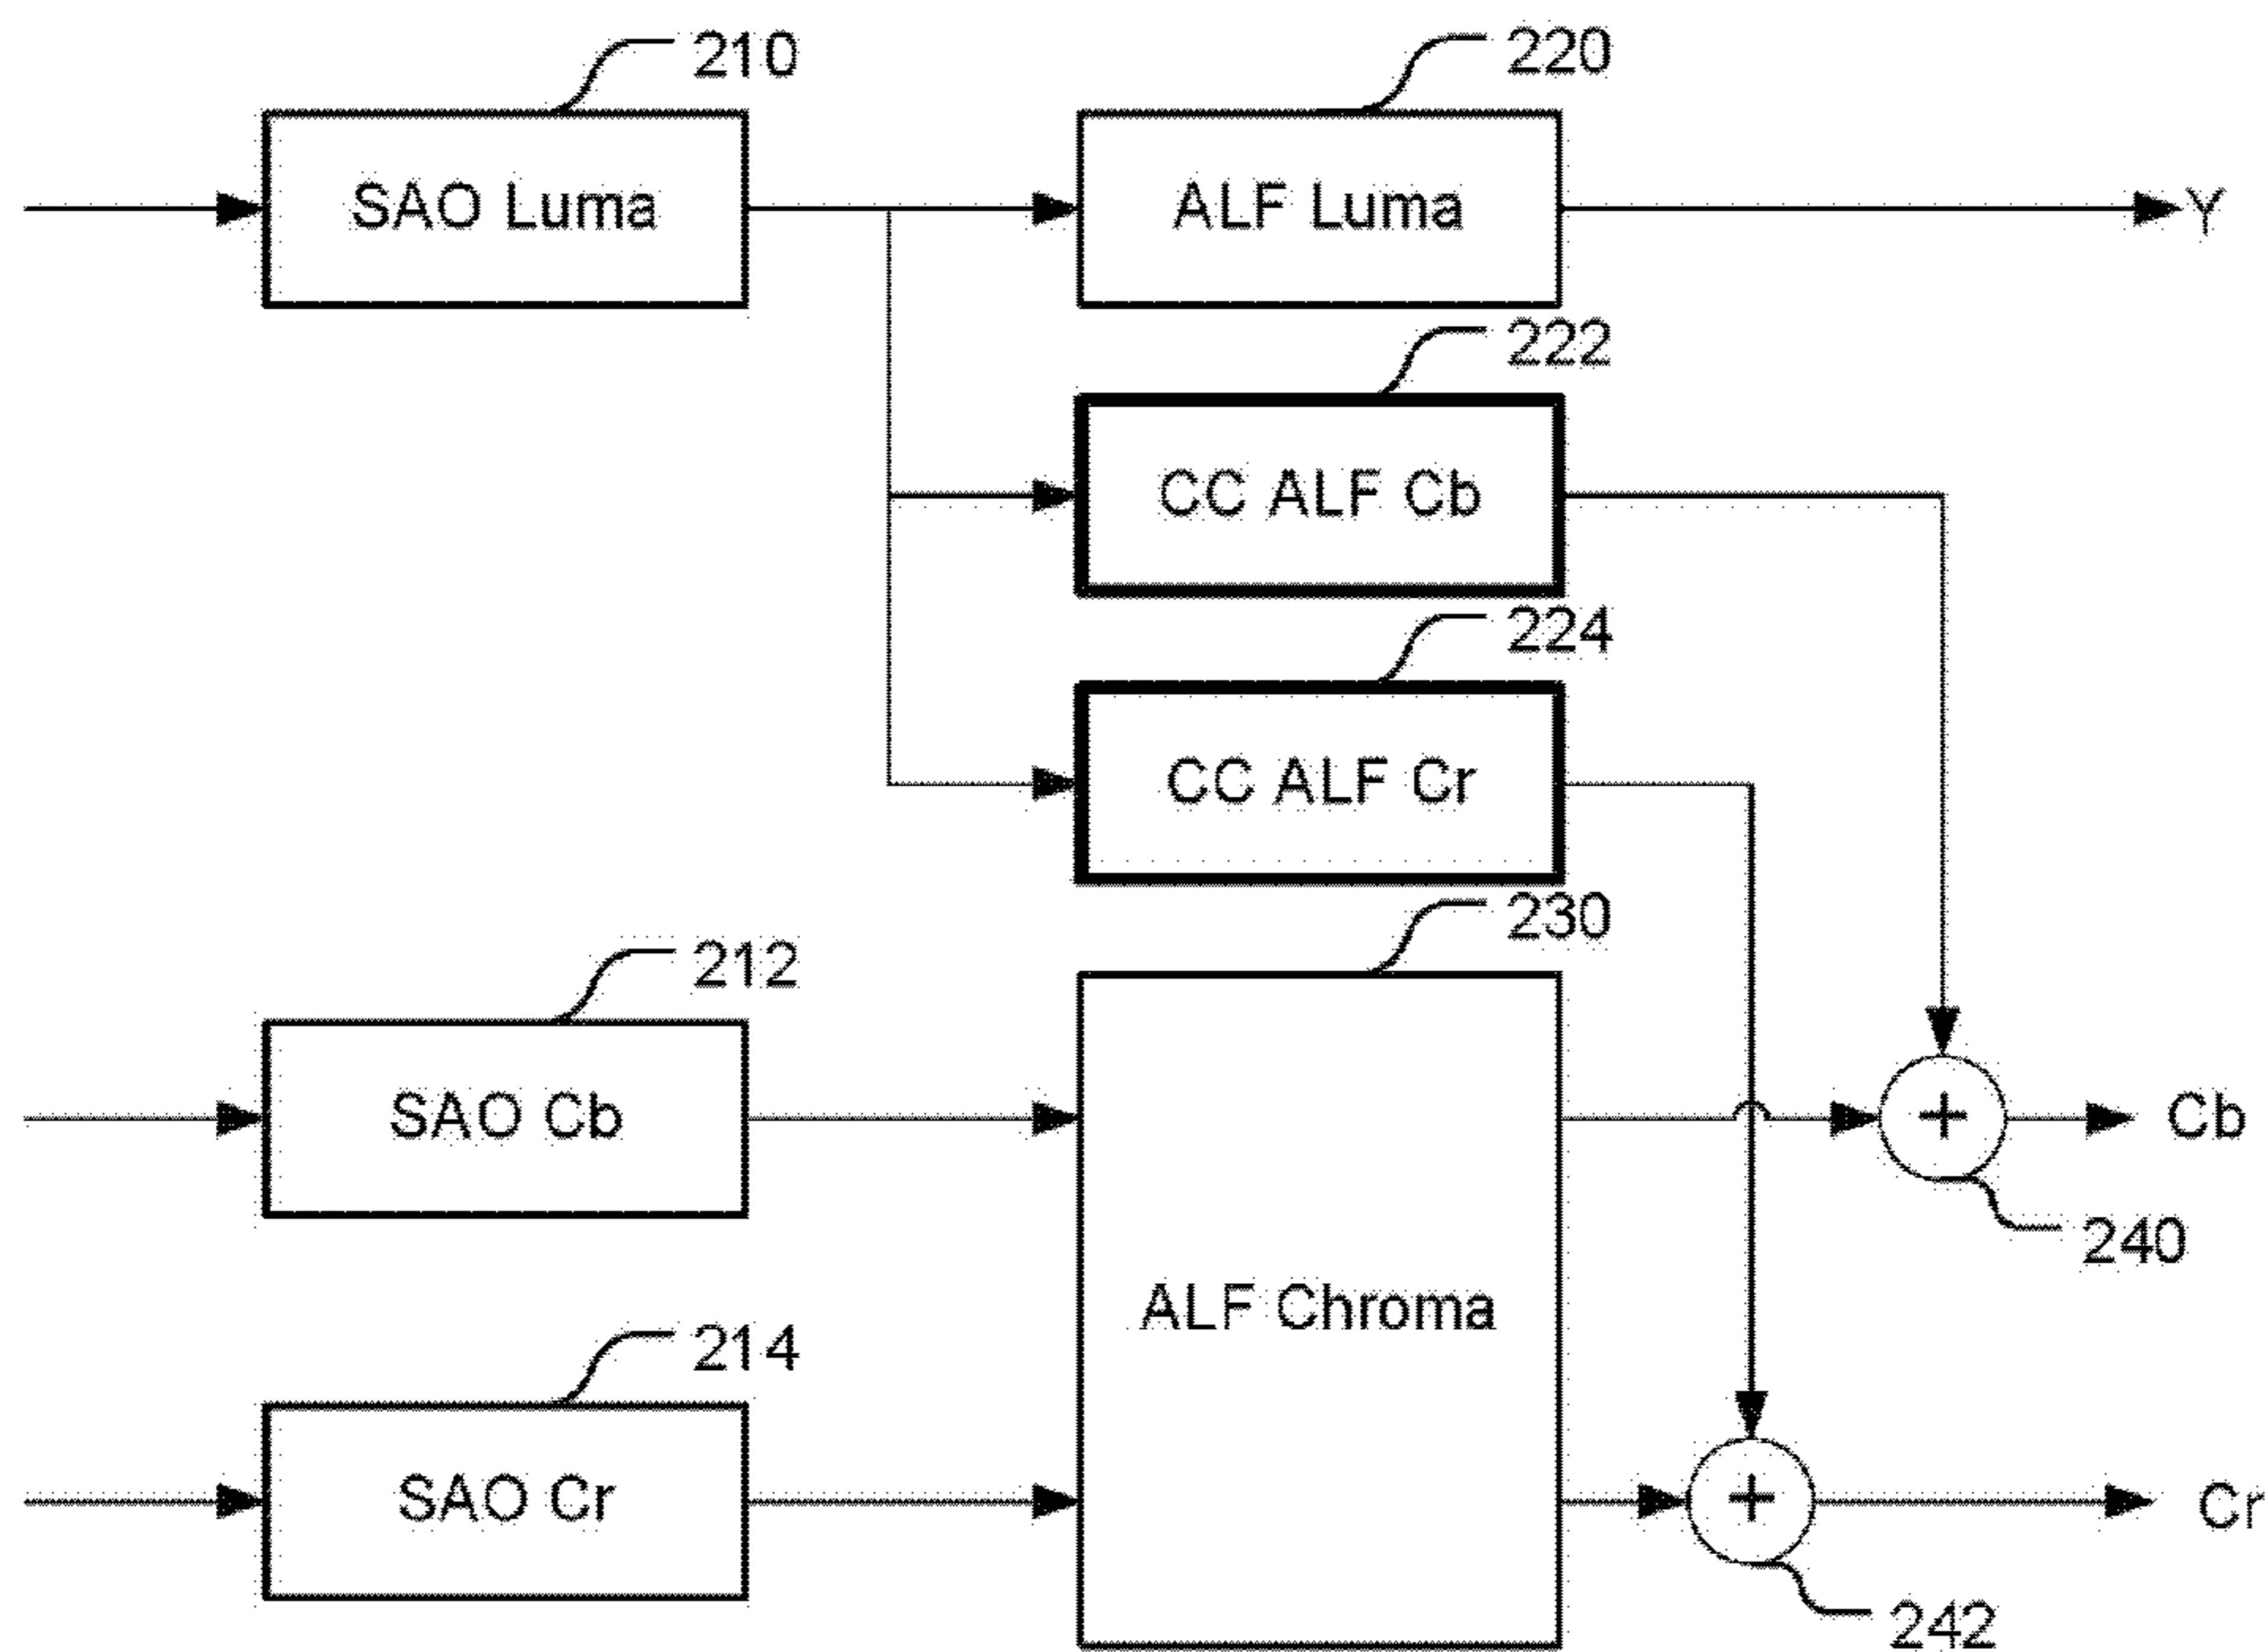 210
220
SAO Luma
ALF Luma
Y
222
CC ALF Cb
224
CC ALF Cr
230
212
SAO Cb
+
Cb
240
ALF Chroma
214
SAO Cr
+
Cr
242